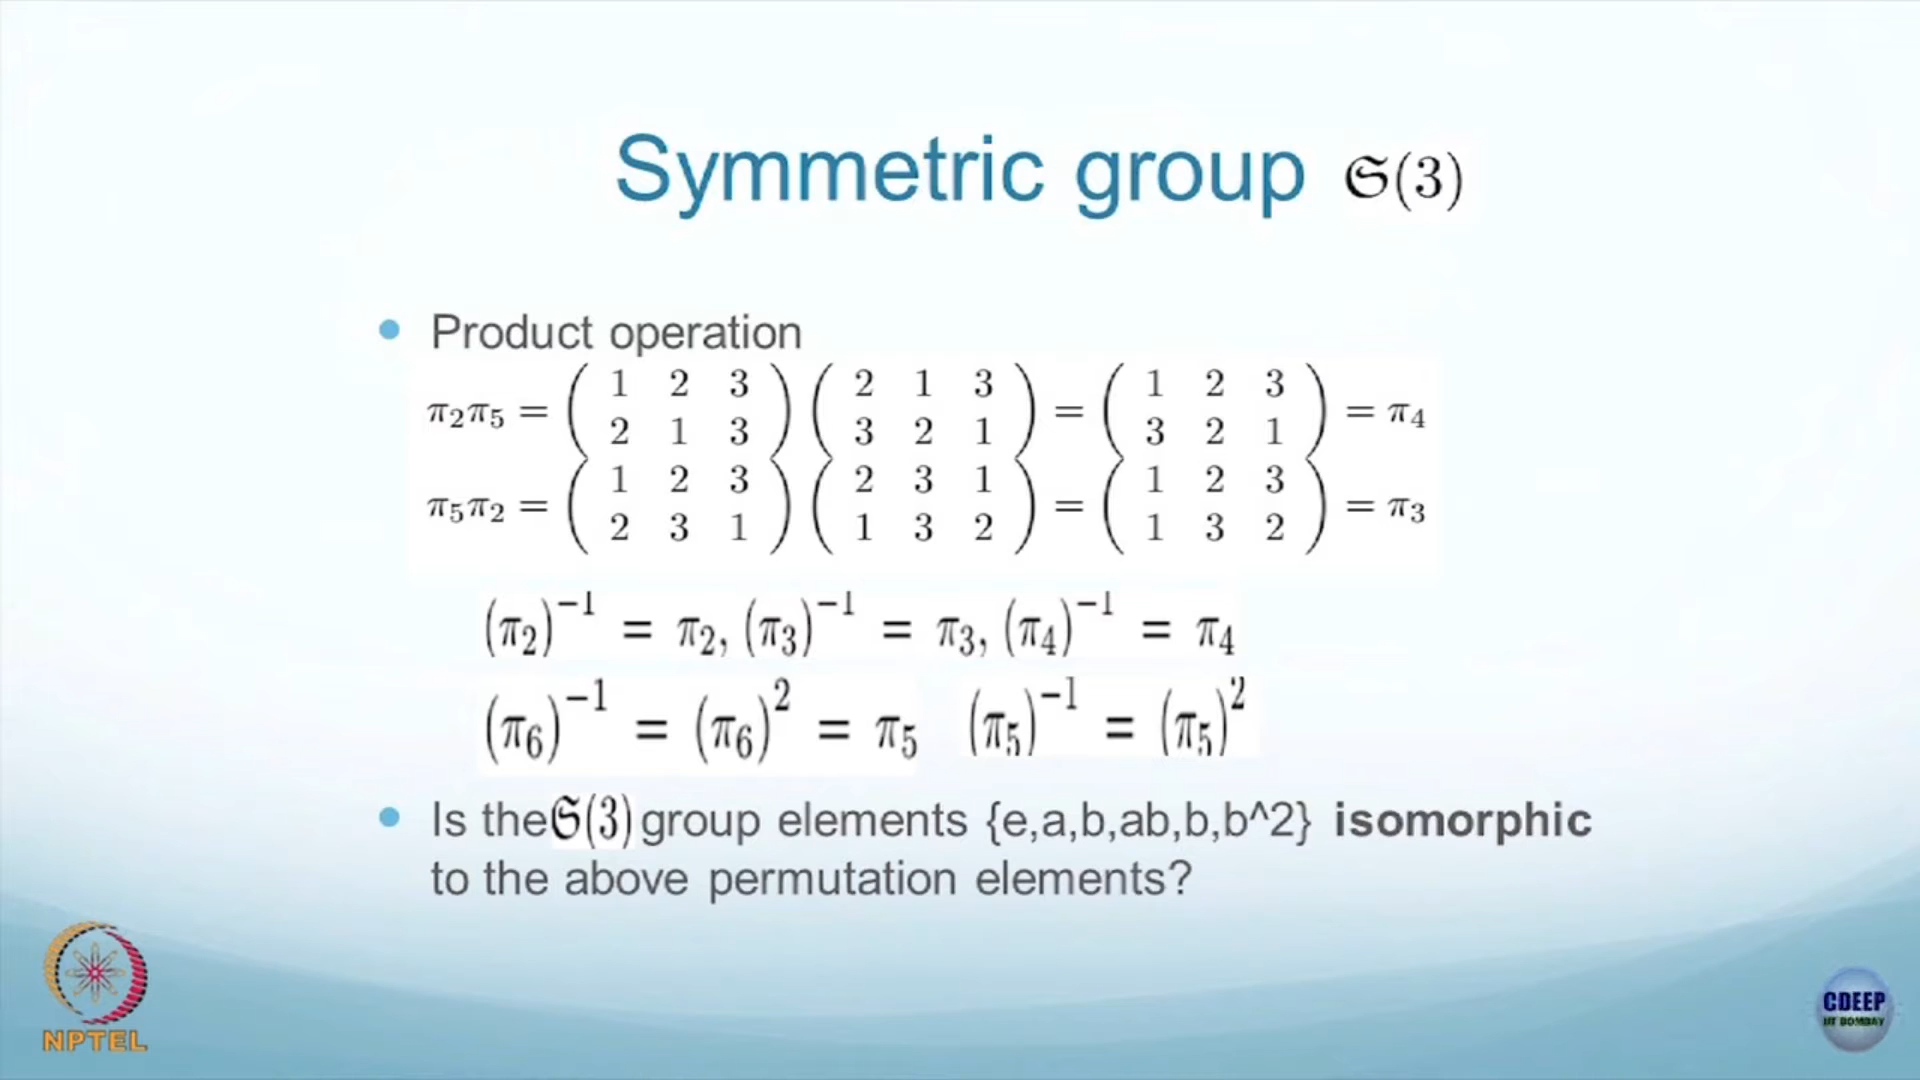 Symmetric group 𝔖(3)
• Product operation
π₂π₅ = ( 1 2 3 / 2 1 3 ) ( 2 1 3 / 3 2 1 ) = ( 1 2 3 / 3 2 1 ) = π₄
π₅π₂ = ( 1 2 3 / 2 3 1 ) ( 2 3 1 / 1 3 2 ) = ( 1 2 3 / 1 3 2 ) = π₃
(π₂)⁻¹ = π₂, (π₃)⁻¹ = π₃, (π₄)⁻¹ = π₄
(π₆)⁻¹ = (π₆)² = π₅ (π₅)⁻¹ = (π₅)²
• Is the 𝔖(3) group elements {e,a,b,ab,b,b^2} isomorphic
to the above permutation elements?
NPTEL
CDEEP
IIT BOMBAY